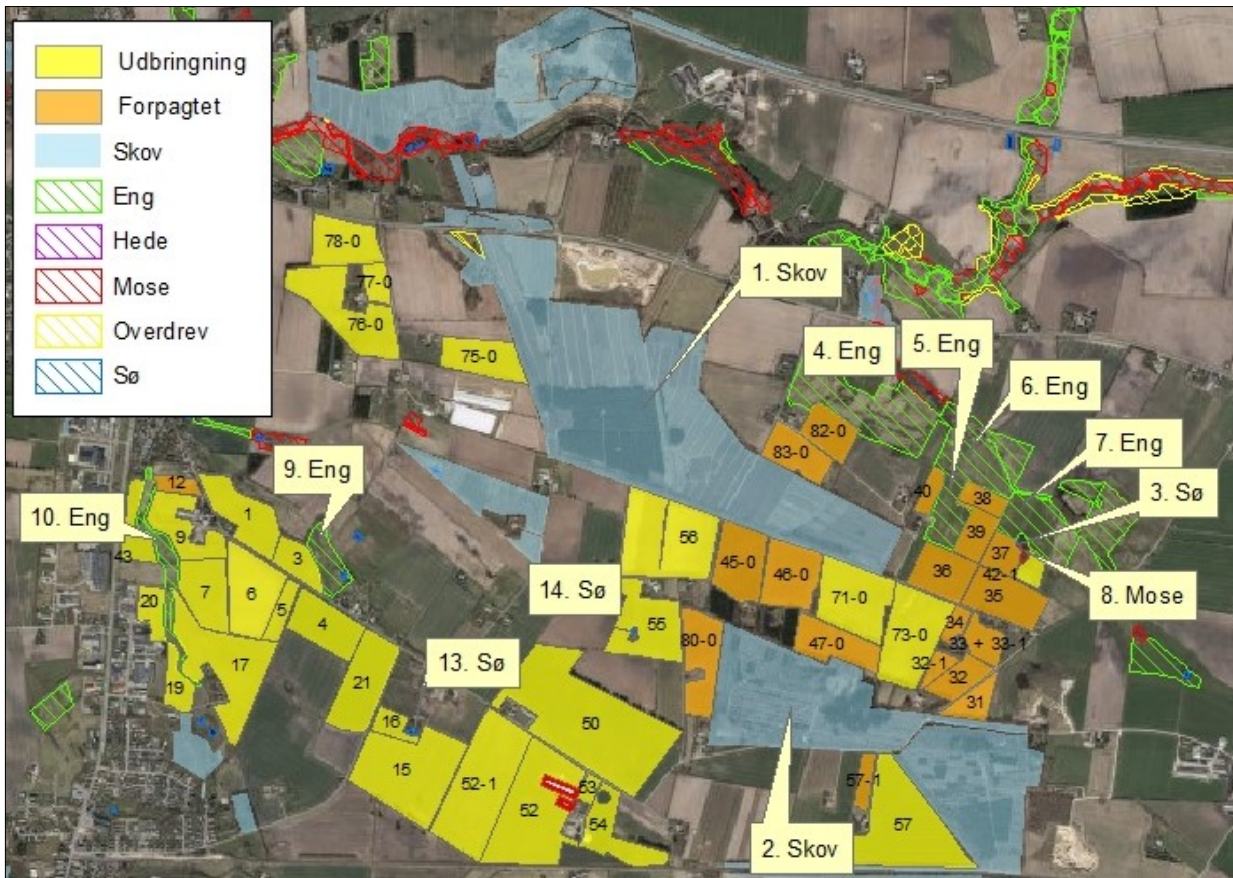 Udbringning
Forpagtet
Skov
Eng
Hede
Mose
Overdrev
Sø
78-0
77-0
76-0
75-0
1. Skov
4. Eng
5. Eng
6. Eng
7. Eng
3. Sø
8. Mose
9. Eng
10. Eng
14. Sø
13. Sø
2. Skov
82-0
83-0
40
38
39
37
42-1
36
35
34
33 + 33-1
32-1
32
31
12
1
9
3
43
7
6
5
20
4
17
19
21
16
15
56
45-0
46-0
71-0
73-0
47-0
80-0
55
50
52-1
52
53
54
57-1
57